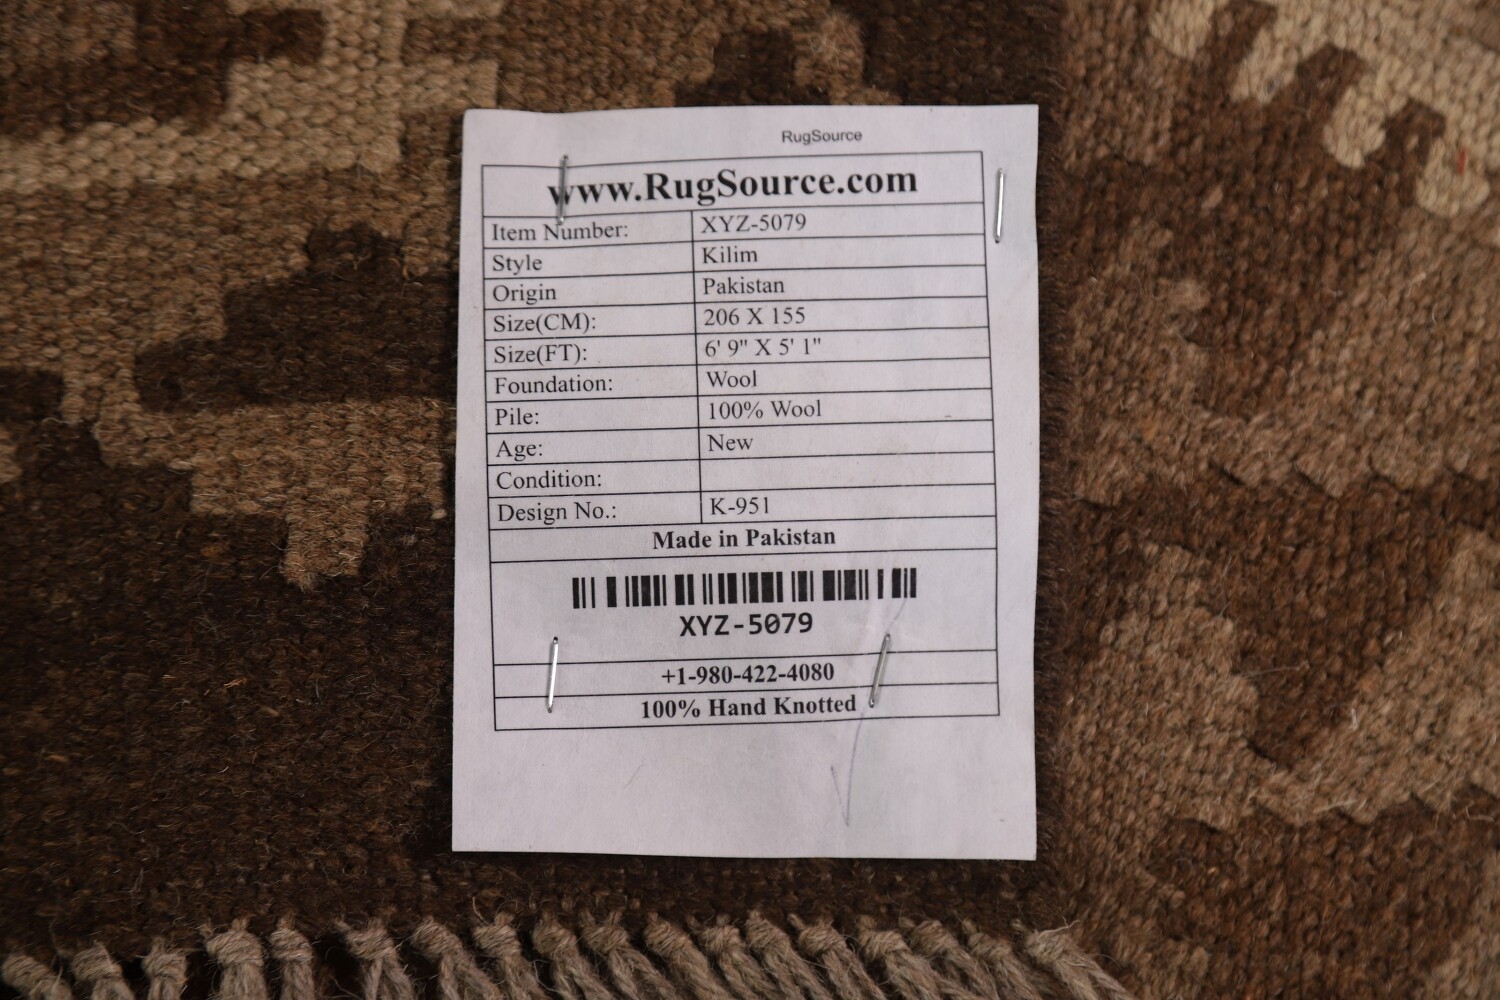 RugSource
www.RugSource.com
Item Number: XYZ-5079
Style Kilim
Origin Pakistan
Size(CM): 206 X 155
Size(FT): 6' 9" X 5' 1"
Foundation: Wool
Pile: 100% Wool
Age: New
Condition:
Design No.: K-951
Made in Pakistan
XYZ-5079
+1-980-422-4080
100% Hand Knotted